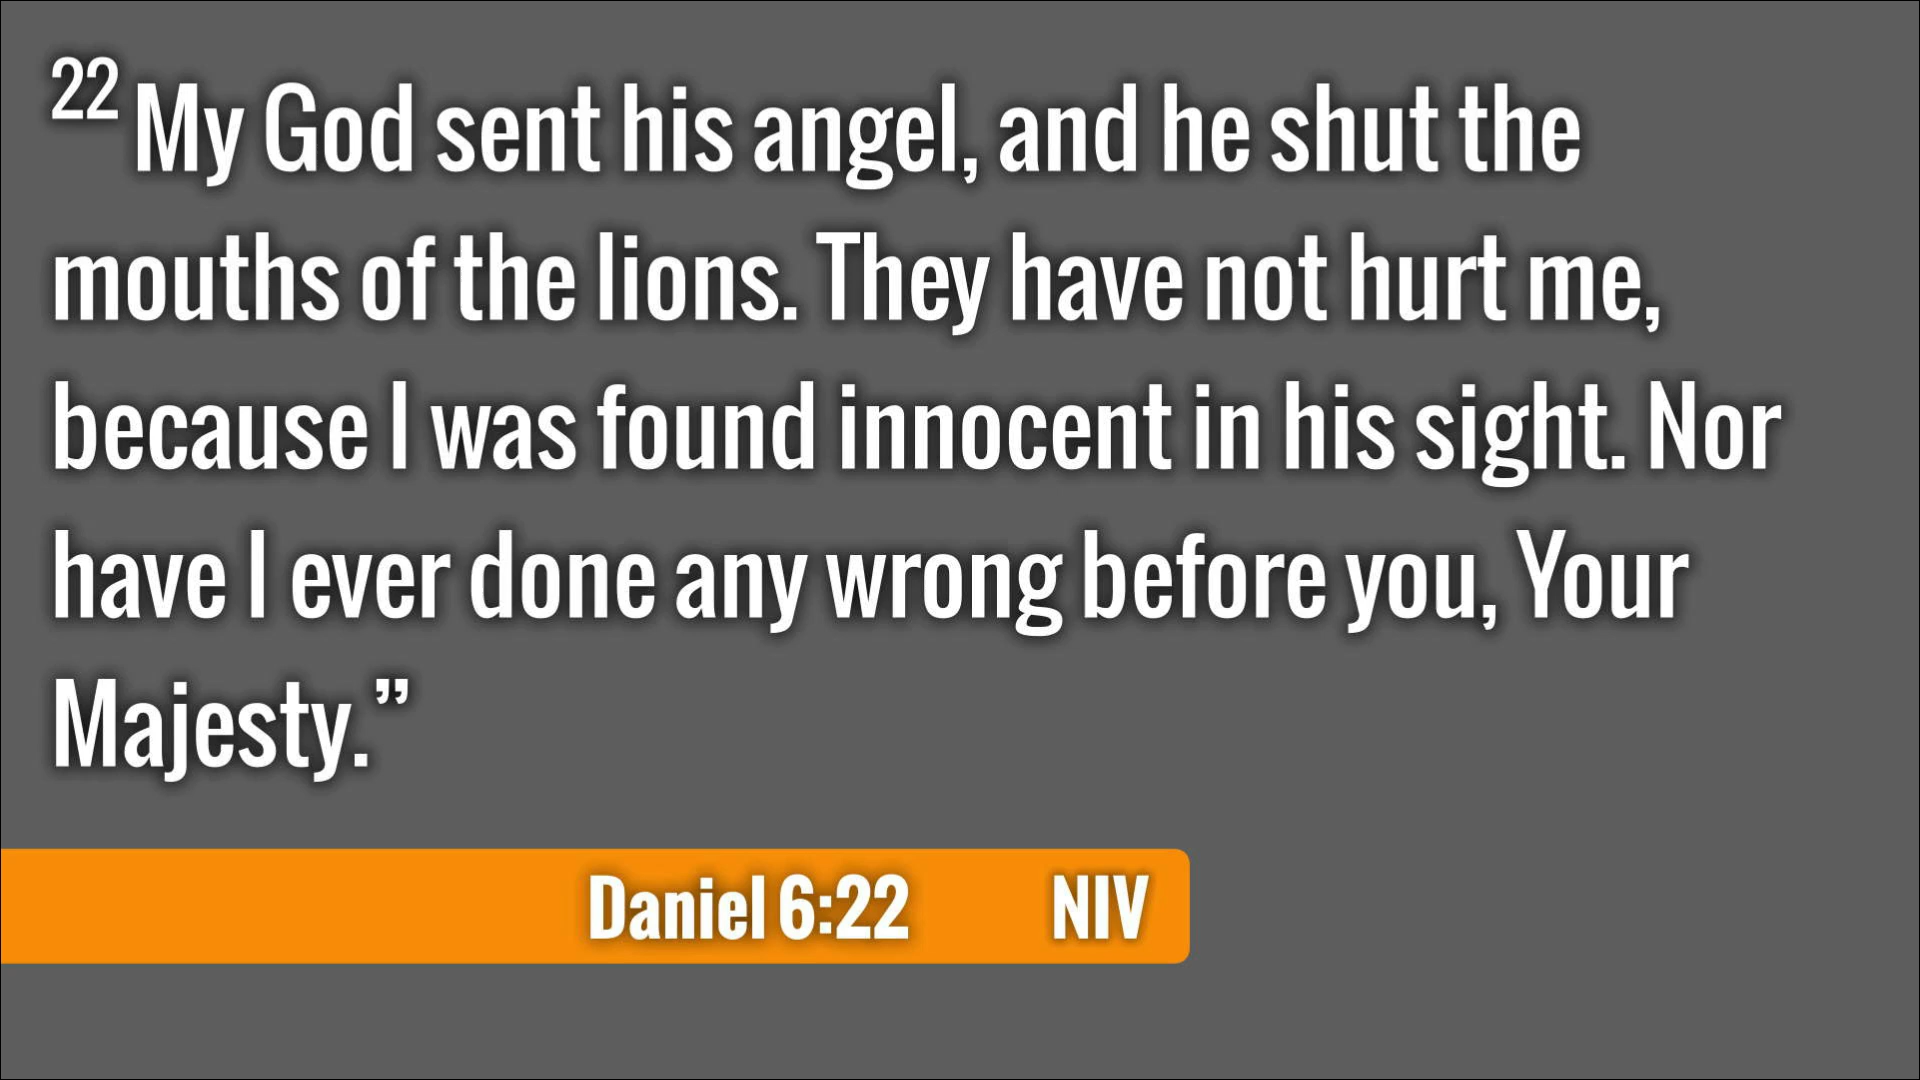 22 My God sent his angel, and he shut the
mouths of the lions. They have not hurt me,
because I was found innocent in his sight. Nor
have I ever done any wrong before you, Your
Majesty.”
Daniel 6:22 NIV